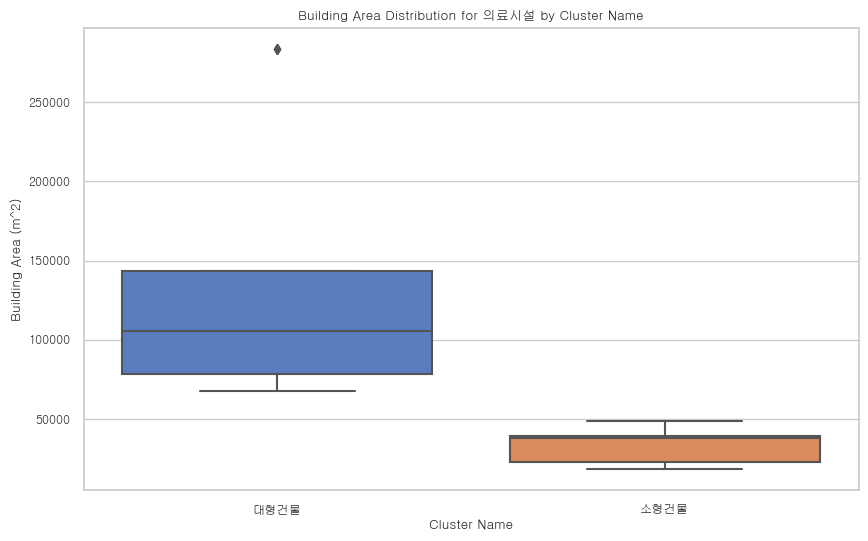 Building Area Distribution for 의료시설 by Cluster Name
Building Area (m^2)
250000
200000
150000
100000
50000
대형건물
소형건물
Cluster Name